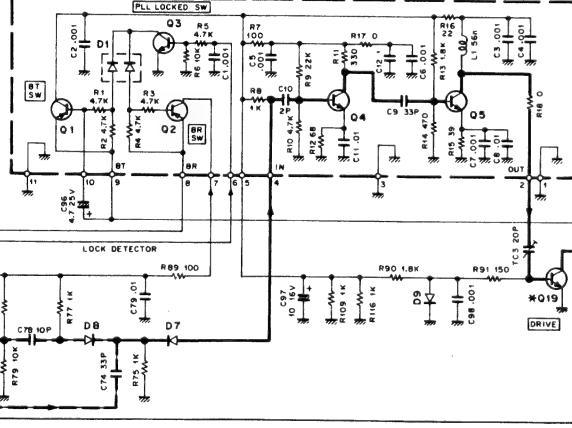 PLL LOCKED SW
C2 .001
D1
Q3
R5
4.7K
R6 10K
C1 .001
R7
100
C5
.001
R9 22K
R11
330
R17 0
C12
C6 .001
R13 1.8K
R16
22
L1 56n
C3 .001
C4 .001
BT
SW
Q1
R1
4.7K
R2 4.7K
R3
4.7K
R4 4.7K
Q2
BR
SW
R8
1K
C10
2P
R10 4.7K
R12 68
Q4
C11 .01
C9 33P
R14 470
Q5
R15 39
C7 .001
C8 .01
R18 0
BT
BR
IN
OUT
11
10
9
8
7
6
5
4
3
2
1
C96
4.7 25V
+
LOCK DETECTOR
TC3 20P
R89 100
C79 .01
R77 1K
C97
10 16V
+
R109 1K
R116 1K
R90 1.8K
D9
C98 .001
R91 150
*Q19
DRIVE
C78 10P
D8
D7
R79 10K
C74 33P
R75 1K